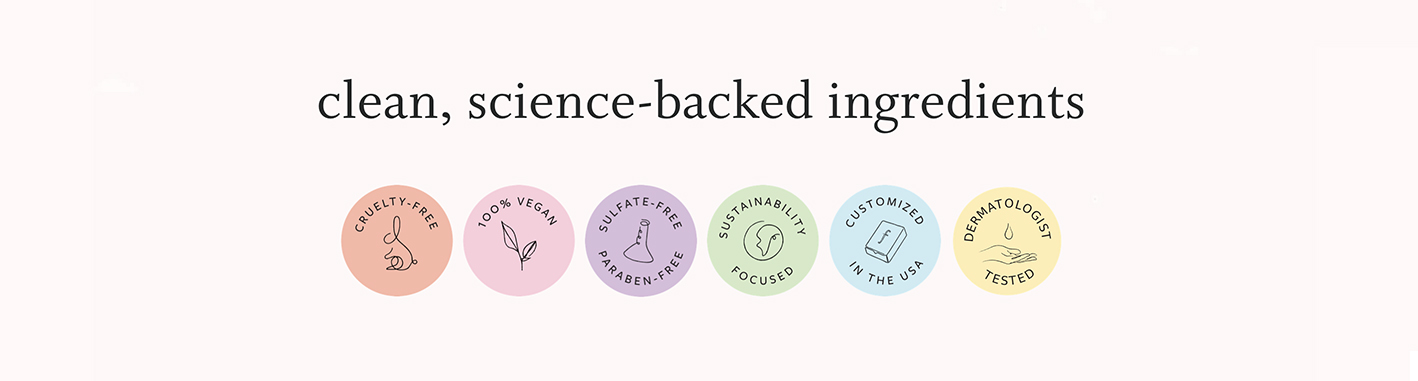 clean, science-backed ingredients
CRUELTY-FREE
100% VEGAN
SULFATE-FREE
PARABEN-FREE
SUSTAINABILITY
FOCUSED
CUSTOMIZED
f
IN THE USA
DERMATOLOGIST
TESTED